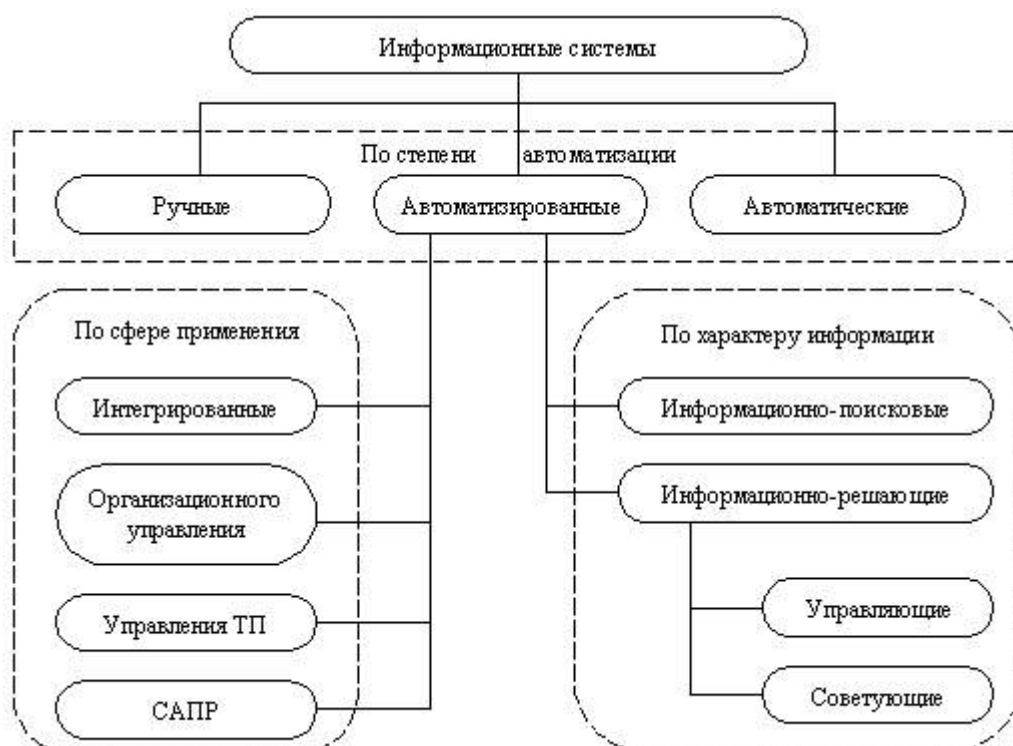 Информационные системы
По степени автоматизации
Ручные
Автоматизированные
Автоматические
По сфере применения
Интегрированные
Организационного
управления
Управления ТП
САПР
По характеру информации
Информационно-поисковые
Информационно-решающие
Управляющие
Советующие